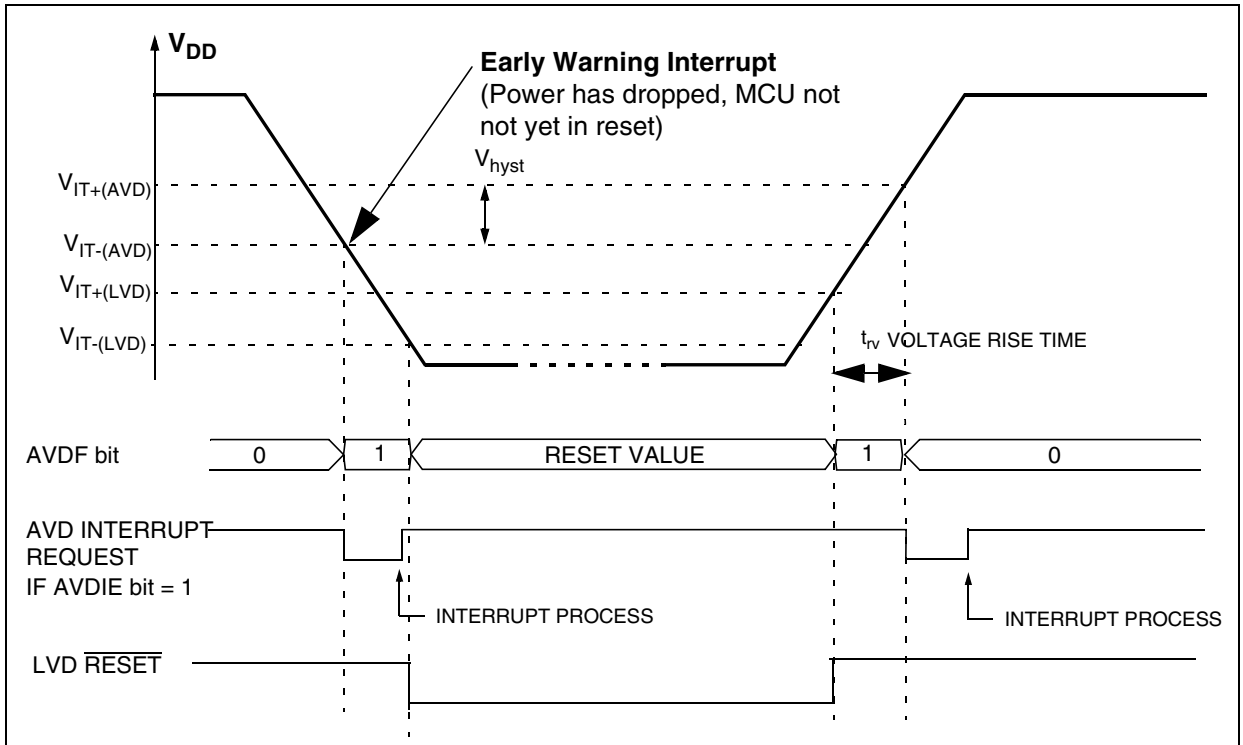 VDD
Early Warning Interrupt
(Power has dropped, MCU not
not yet in reset)
Vhyst
VIT+(AVD)
VIT-(AVD)
VIT+(LVD)
VIT-(LVD)
trv VOLTAGE RISE TIME
AVDF bit
0
1
RESET VALUE
1
0
AVD INTERRUPT
REQUEST
IF AVDIE bit = 1
INTERRUPT PROCESS
INTERRUPT PROCESS
LVD RESET